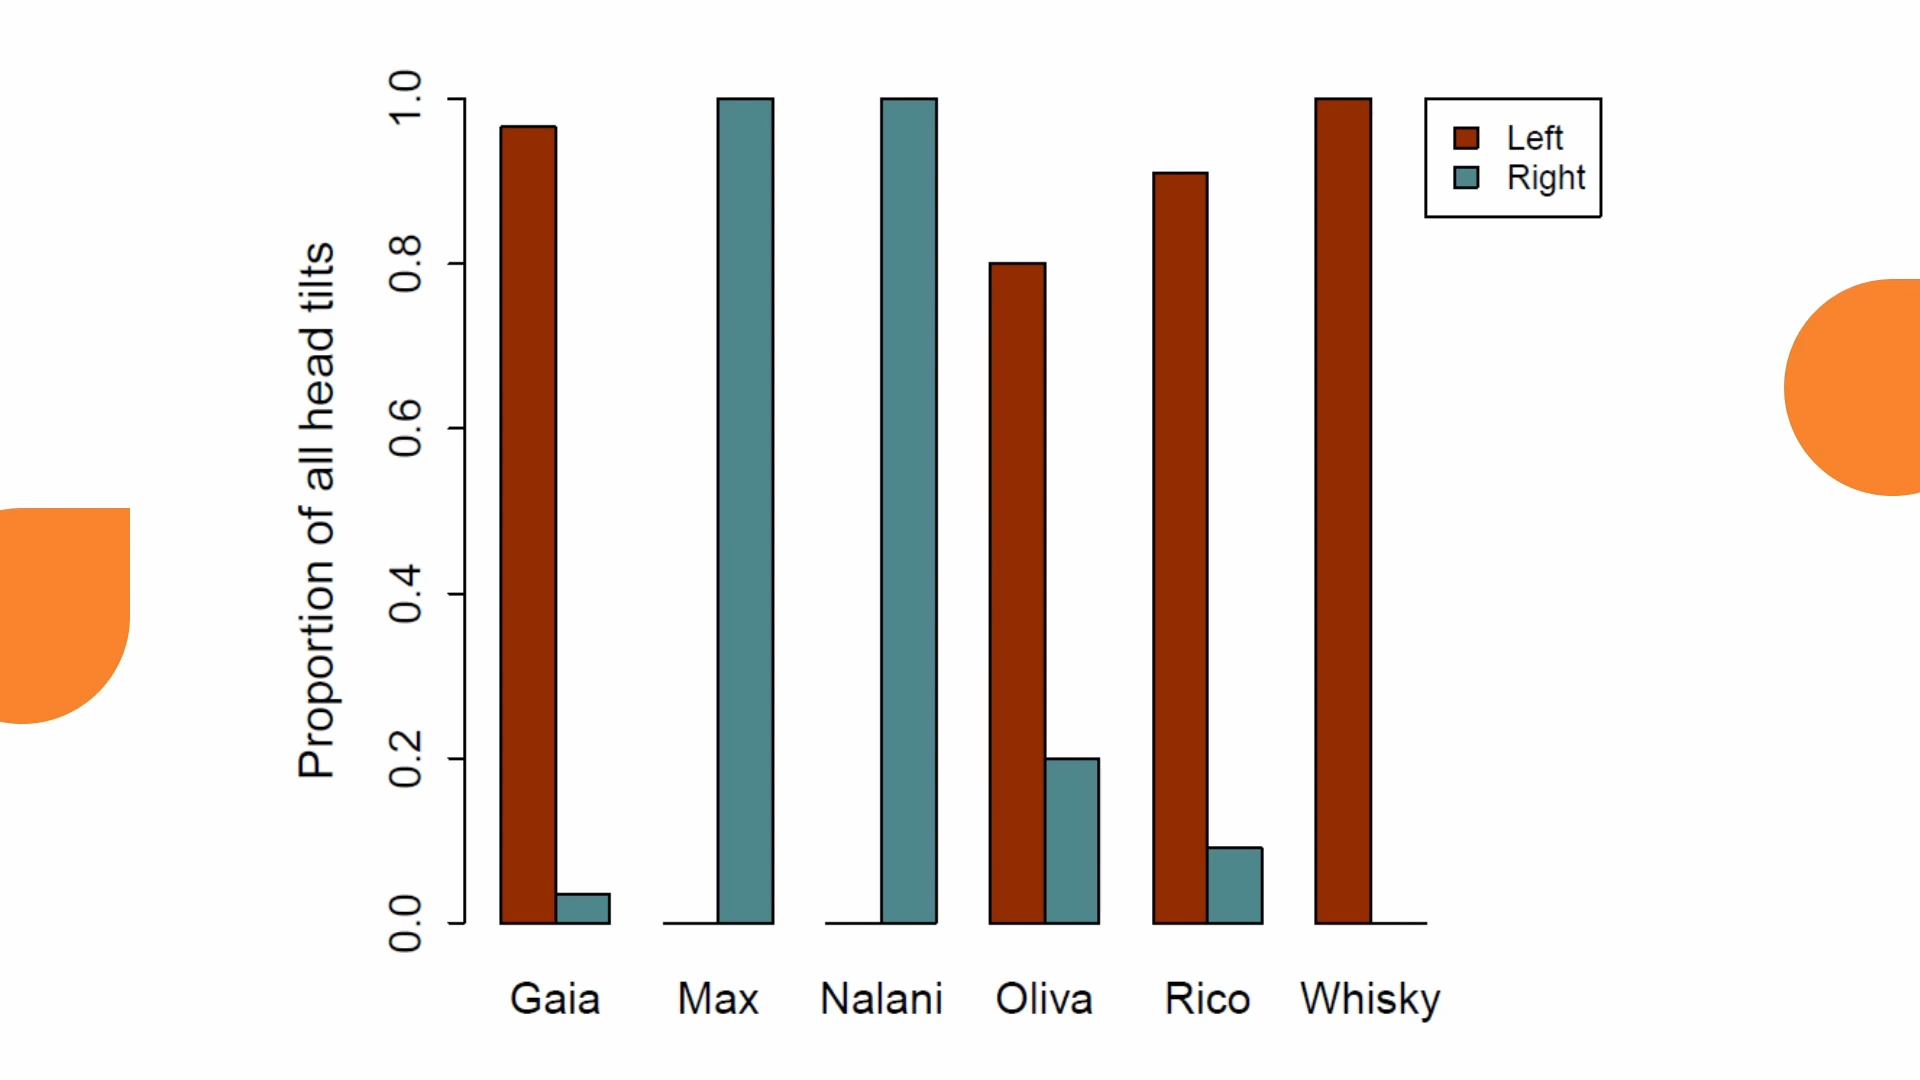 Proportion of all head tilts
1.0
0.8
0.6
0.4
0.2
0.0
Left
Right
Gaia Max Nalani Oliva Rico Whisky